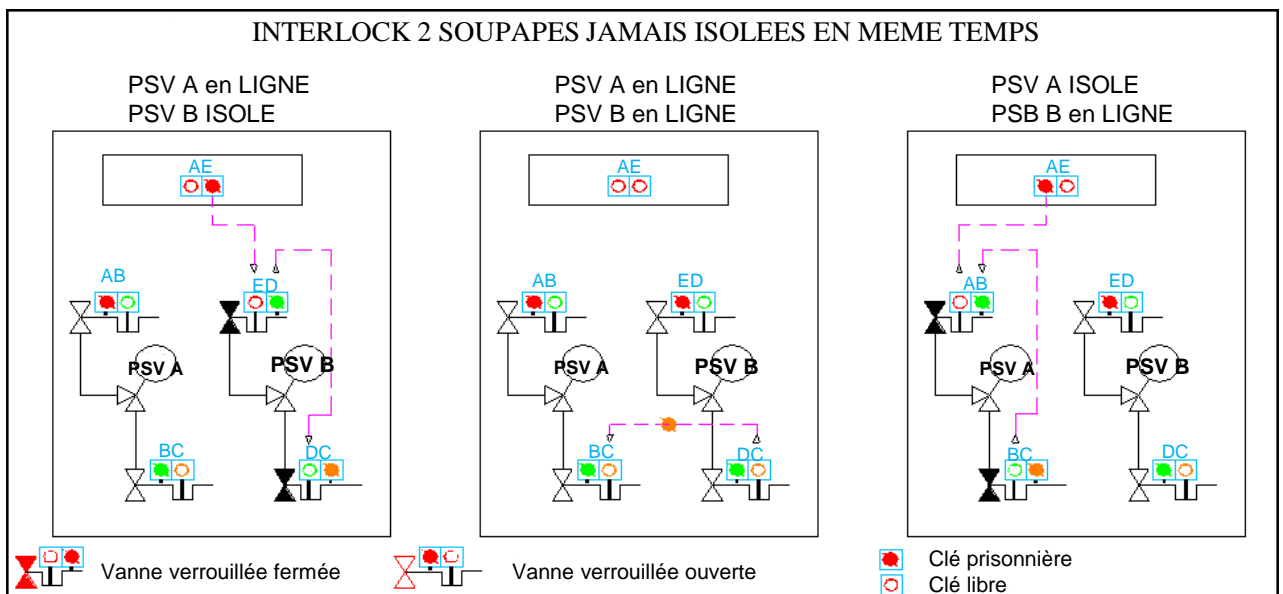 INTERLOCK 2 SOUPAPES JAMAIS ISOLEES EN MEME TEMPS
PSV A en LIGNE
PSV B ISOLE
AE
AB
ED
PSV A
PSV B
BC
DC
PSV A en LIGNE
PSV B en LIGNE
AE
AB
ED
PSV A
PSV B
BC
DC
PSV A ISOLE
PSB B en LIGNE
AE
AB
ED
PSV A
PSV B
BC
DC
Vanne verrouillée fermée
Vanne verrouillée ouverte
Clé prisonnière
Clé libre